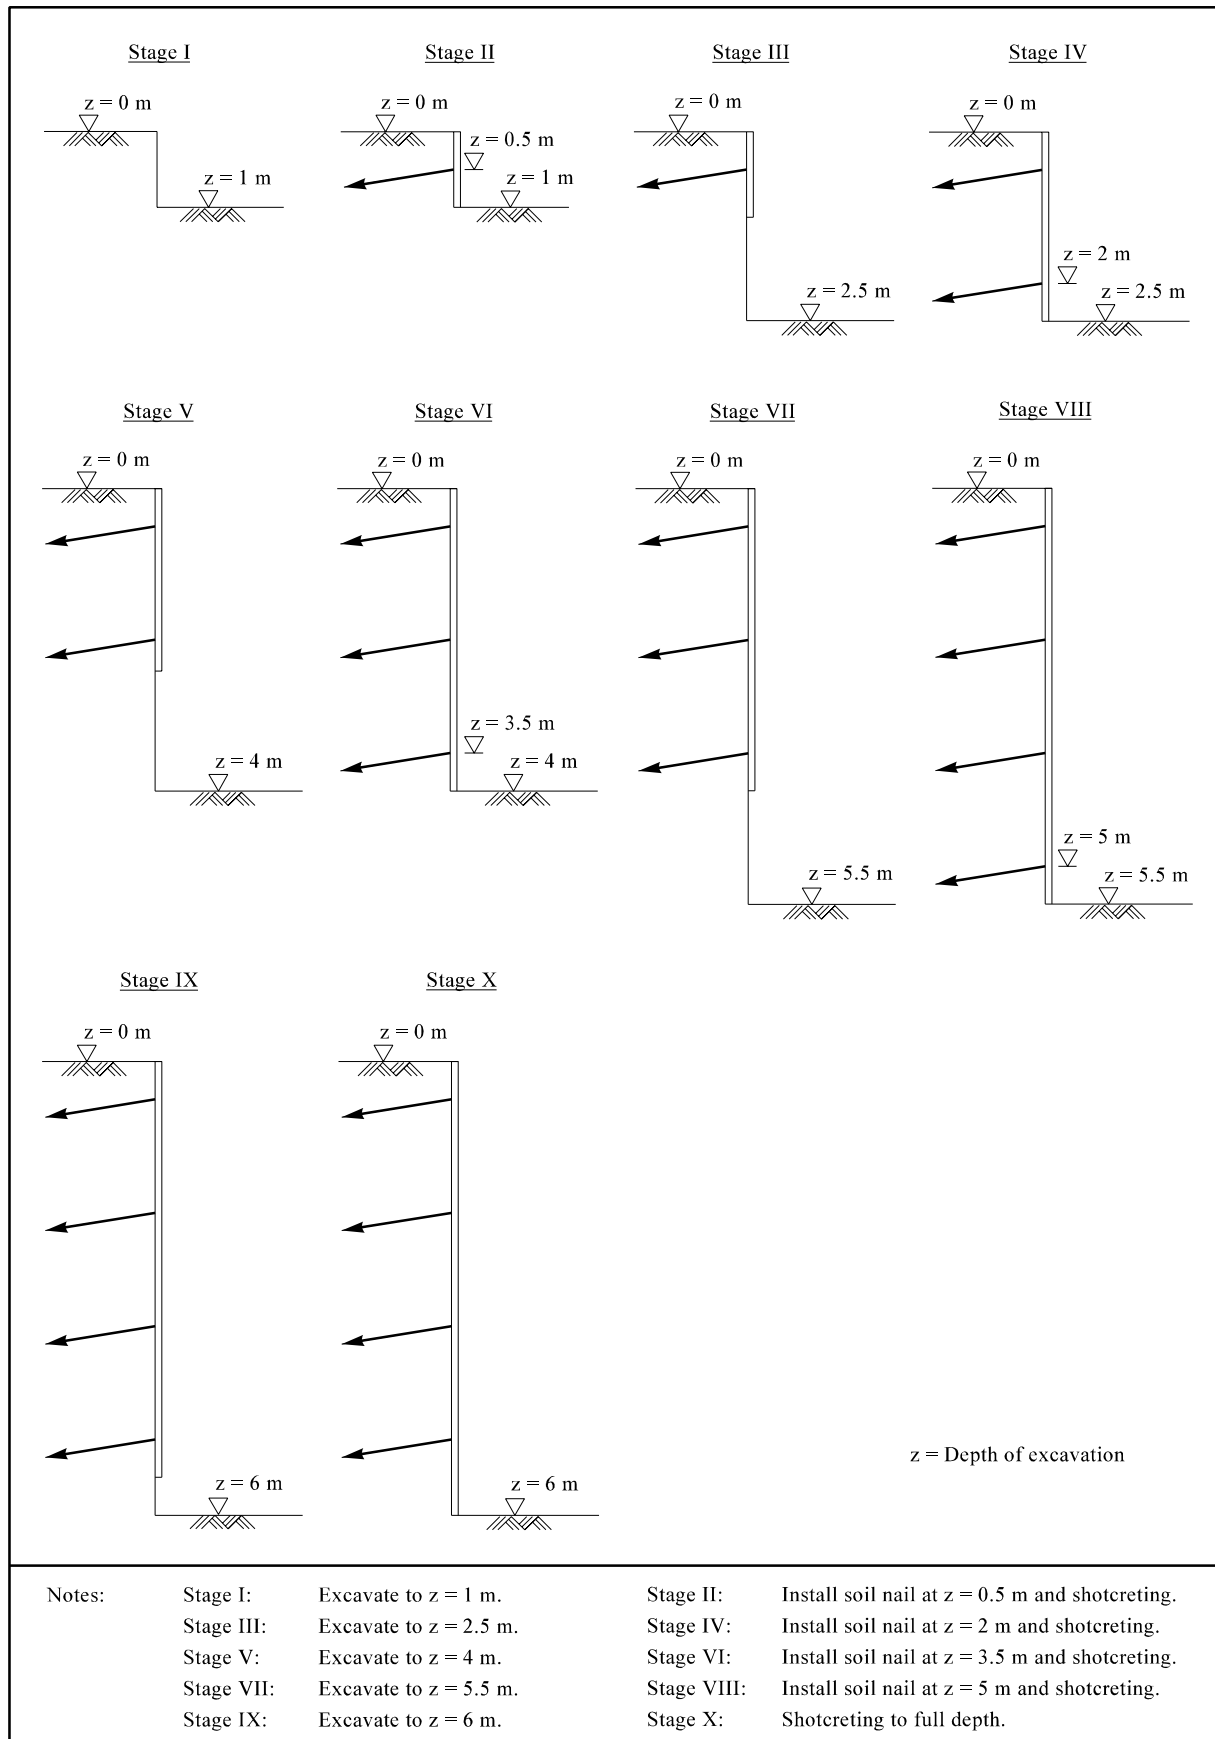 Stage I
z = 0 m
z = 1 m
Stage II
z = 0 m
z = 0.5 m
z = 1 m
Stage III
z = 0 m
z = 2.5 m
Stage IV
z = 0 m
z = 2 m
z = 2.5 m
Stage V
z = 0 m
z = 4 m
Stage VI
z = 0 m
z = 3.5 m
z = 4 m
Stage VII
z = 0 m
z = 5.5 m
Stage VIII
z = 0 m
z = 5 m
z = 5.5 m
Stage IX
z = 0 m
z = 6 m
Stage X
z = 0 m
z = 6 m
z = Depth of excavation
Notes: Stage I: Excavate to z = 1 m. Stage II: Install soil nail at z = 0.5 m and shotcreting.
Stage III: Excavate to z = 2.5 m. Stage IV: Install soil nail at z = 2 m and shotcreting.
Stage V: Excavate to z = 4 m. Stage VI: Install soil nail at z = 3.5 m and shotcreting.
Stage VII: Excavate to z = 5.5 m. Stage VIII: Install soil nail at z = 5 m and shotcreting.
Stage IX: Excavate to z = 6 m. Stage X: Shotcreting to full depth.